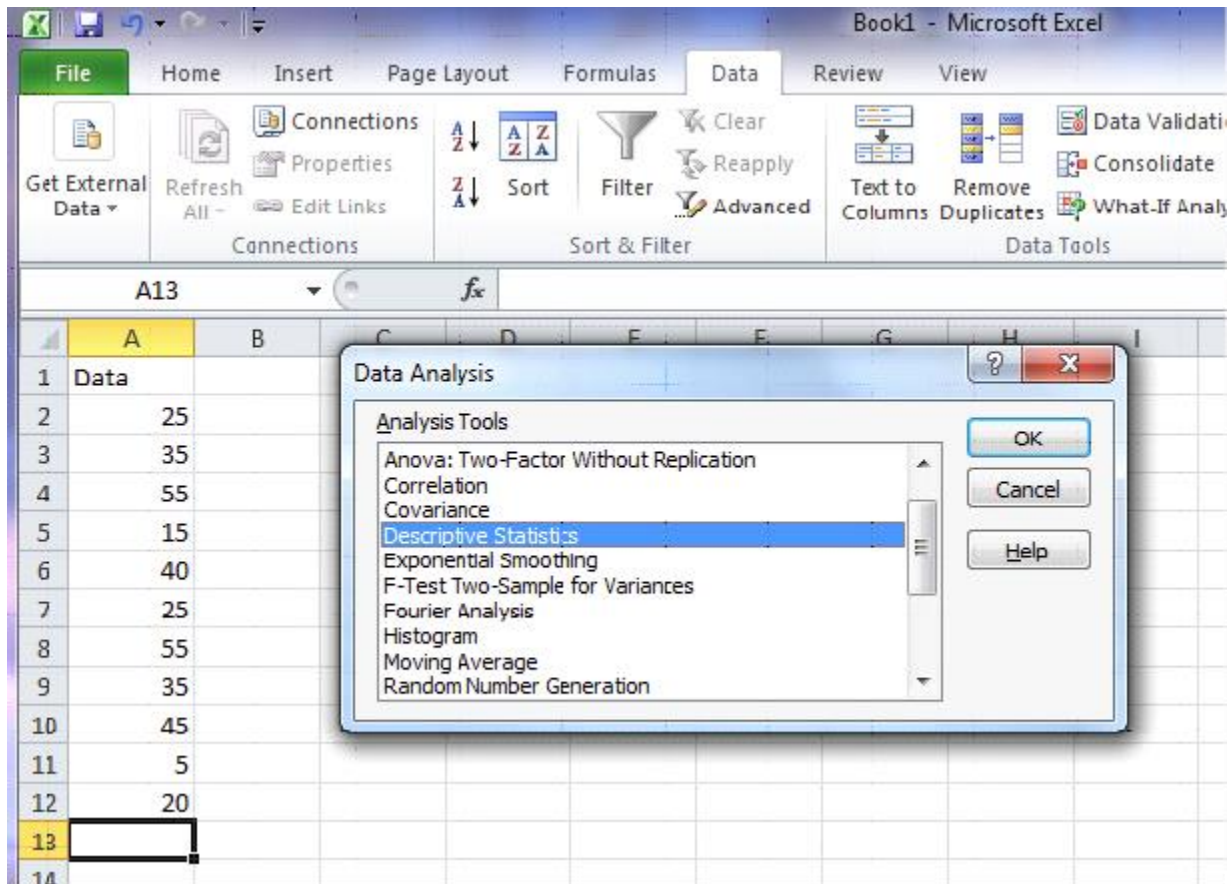 Book1 - Microsoft Excel
File Home Insert Page Layout Formulas Data Review View
Get External Data
Refresh All
Connections
Properties
Edit Links
Connections
Sort
Filter
Clear
Reapply
Advanced
Sort & Filter
Text to Columns
Remove Duplicates
Data Validati
Consolidate
What-If Analy
Data Tools
A13 fx
A B C D E F G H I
1 Data
2 25
3 35
4 55
5 15
6 40
7 25
8 55
9 35
10 45
11 5
12 20
13
14
Data Analysis
Analysis Tools
Anova: Two-Factor Without Replication
Correlation
Covariance
Descriptive Statistics
Exponential Smoothing
F-Test Two-Sample for Variances
Fourier Analysis
Histogram
Moving Average
Random Number Generation
OK
Cancel
Help